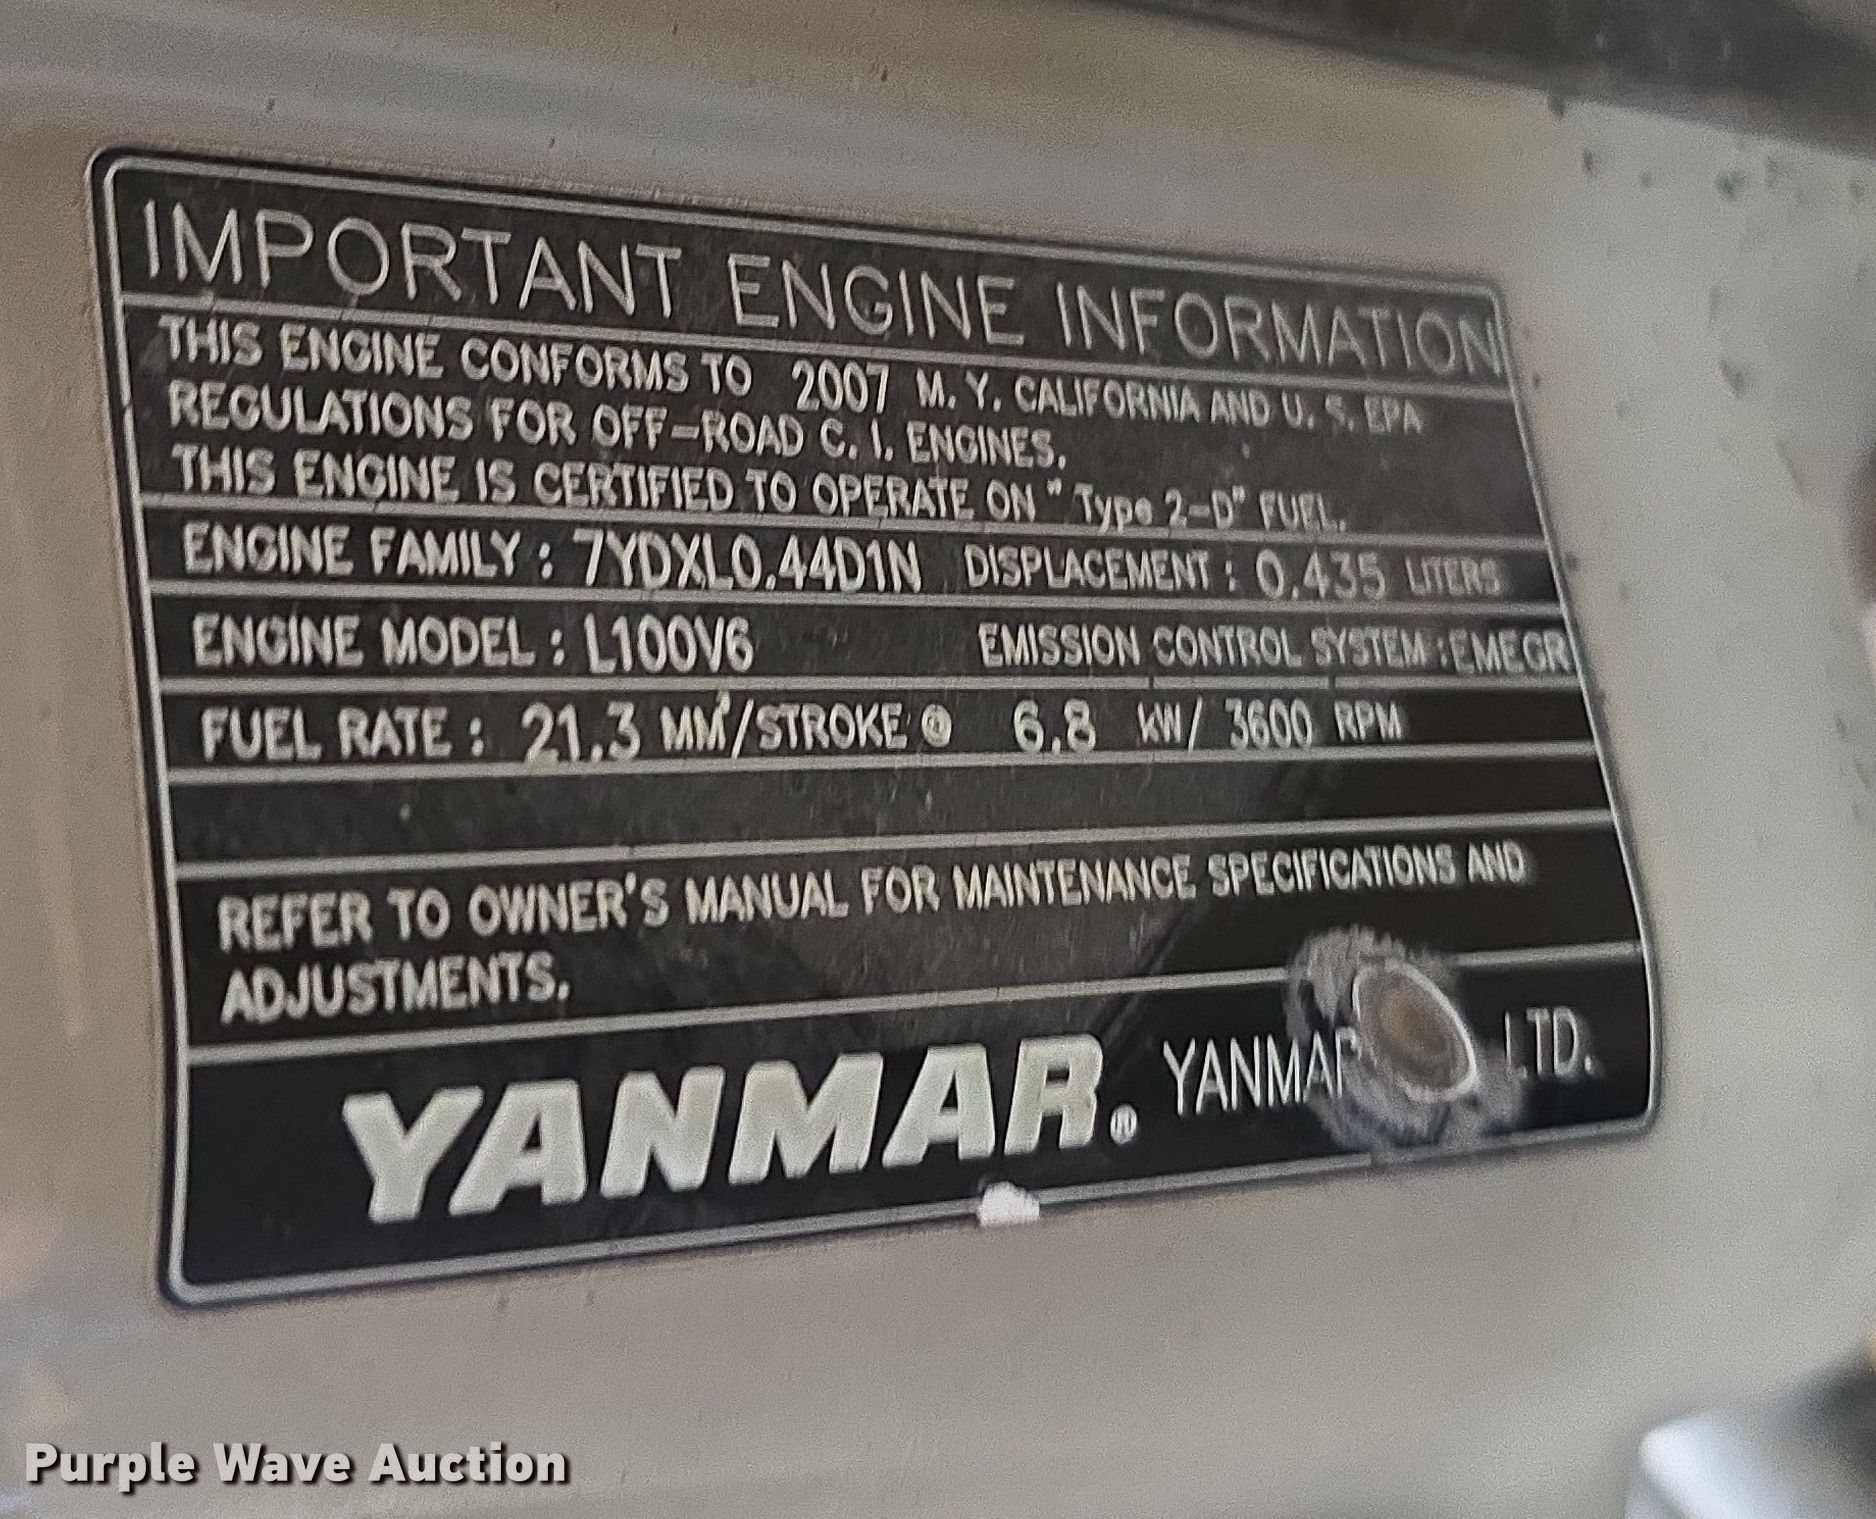 IMPORTANT ENGINE INFORMATION
THIS ENGINE CONFORMS TO 2007 M. Y. CALIFORNIA AND U. S. EPA
REGULATIONS FOR OFF-ROAD C. I. ENGINES.
THIS ENGINE IS CERTIFIED TO OPERATE ON "Type 2-D" FUEL.
ENGINE FAMILY : 7YDXL0.44D1N DISPLACEMENT : 0.435 LITERS
ENGINE MODEL : L100V6 EMISSION CONTROL SYSTEM : EMEGR
FUEL RATE : 21.3 MM³/STROKE @ 6.8 kW/ 3600 RPM
REFER TO OWNER'S MANUAL FOR MAINTENANCE SPECIFICATIONS AND
ADJUSTMENTS.
YANMAR® YANMAR LTD.
Purple Wave Auction